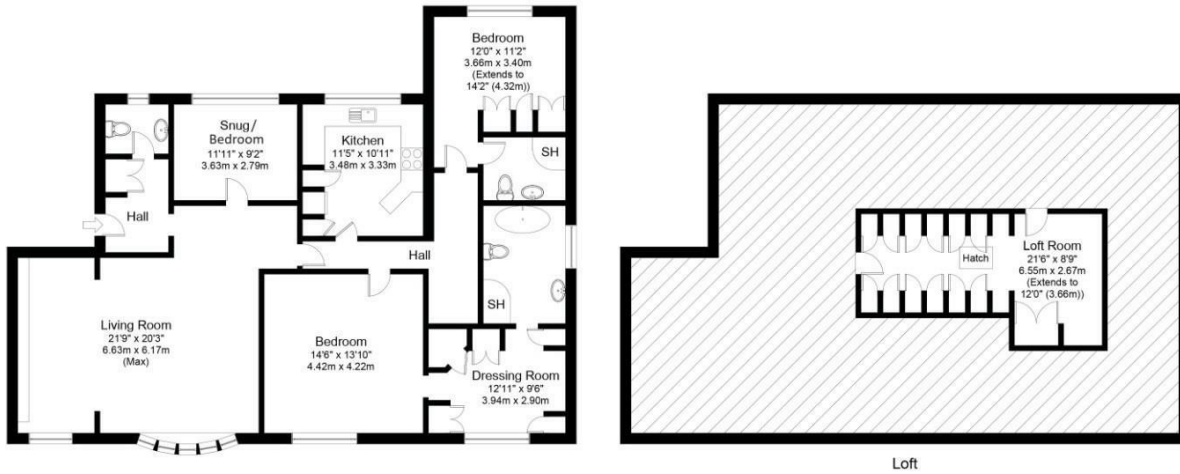 Bedroom
12'0" x 11'2"
3.66m x 3.40m
(Extends to
14'2" (4.32m))
Snug/
Bedroom
11'11" x 9'2"
3.63m x 2.79m
Kitchen
11'5" x 10'11"
3.48m x 3.33m
SH
Hall
Hall
SH
Living Room
21'9" x 20'3"
6.63m x 6.17m
(Max)
Bedroom
14'6" x 13'10"
4.42m x 4.22m
Dressing Room
12'11" x 9'6"
3.94m x 2.90m
Hatch
Loft Room
21'6" x 8'9"
6.55m x 2.67m
(Extends to
12'0" (3.66m))
Loft